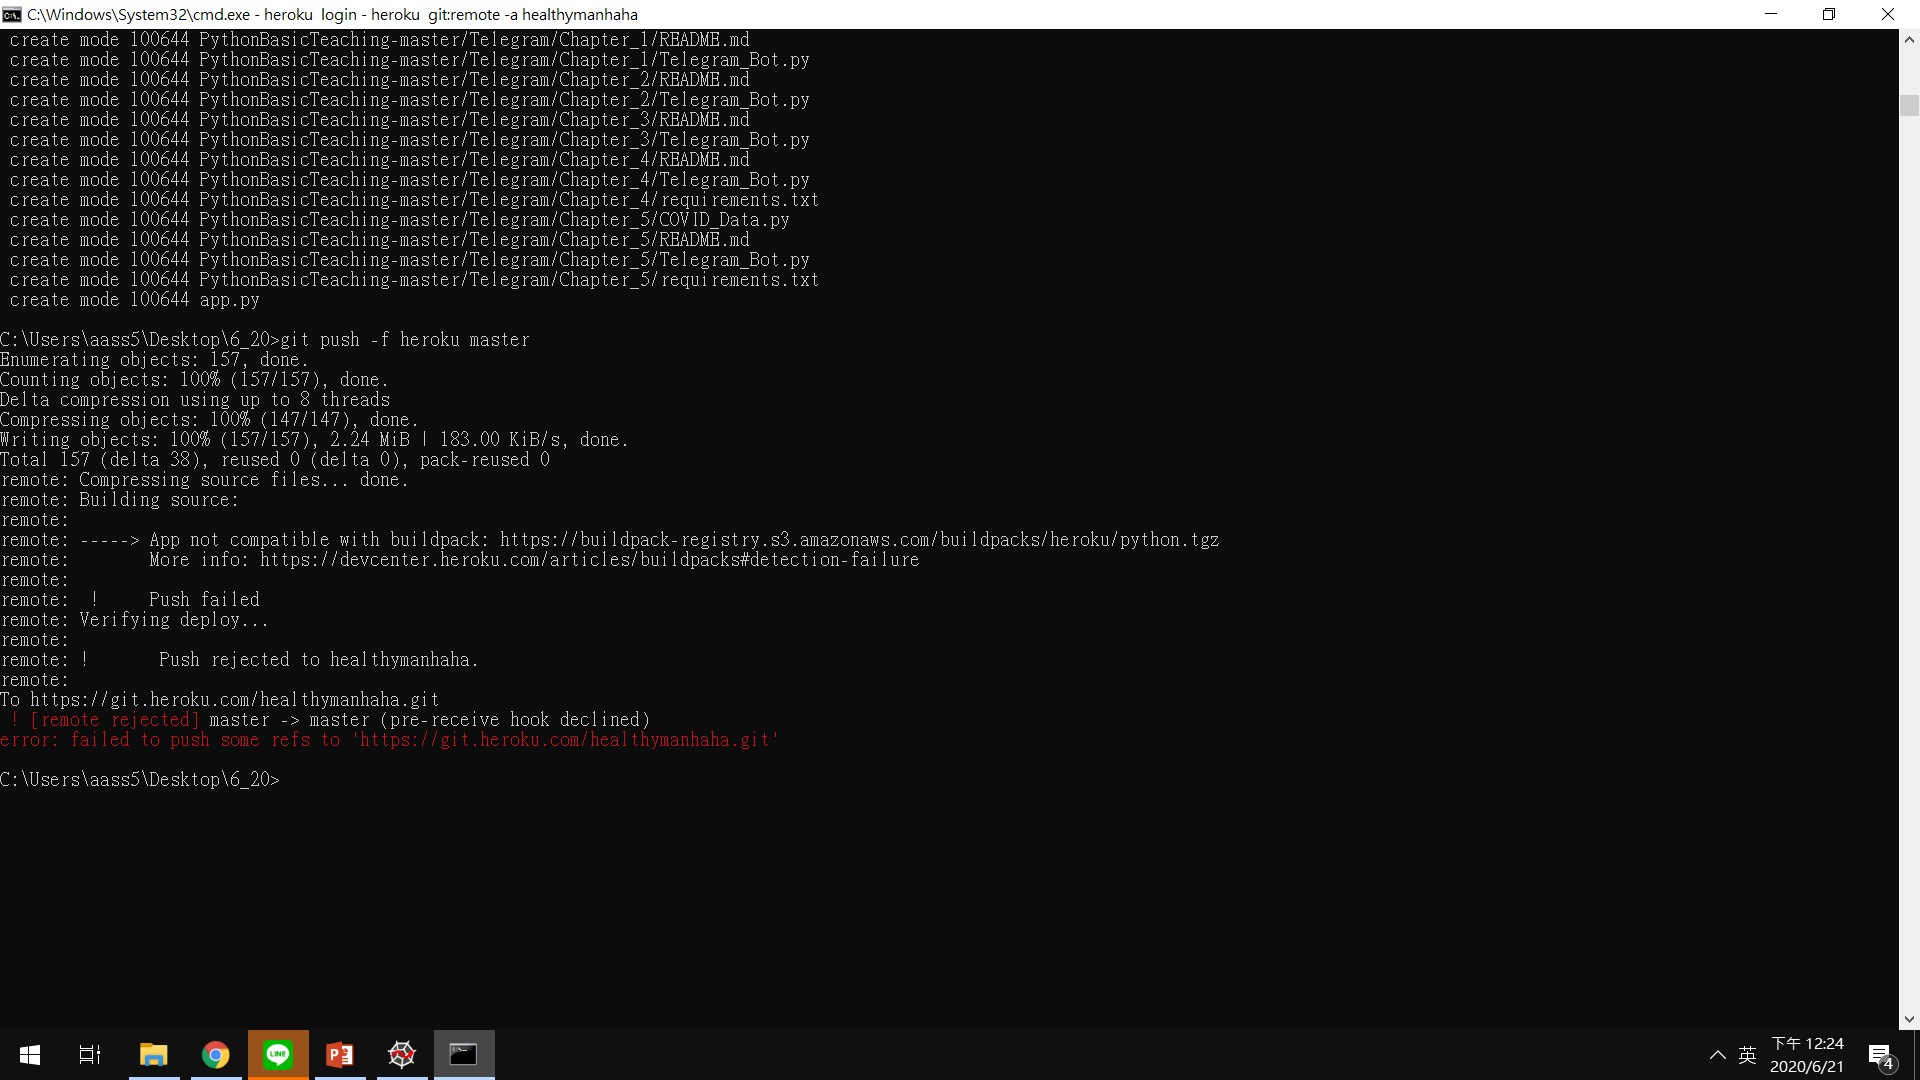 C:\Windows\System32\cmd.exe - heroku  login - heroku  git:remote -a healthymanhaha
create mode 100644 PythonBasicTeaching-master/Telegram/Chapter_1/README.md
create mode 100644 PythonBasicTeaching-master/Telegram/Chapter_1/Telegram_Bot.py
create mode 100644 PythonBasicTeaching-master/Telegram/Chapter_2/README.md
create mode 100644 PythonBasicTeaching-master/Telegram/Chapter_2/Telegram_Bot.py
create mode 100644 PythonBasicTeaching-master/Telegram/Chapter_3/README.md
create mode 100644 PythonBasicTeaching-master/Telegram/Chapter_3/Telegram_Bot.py
create mode 100644 PythonBasicTeaching-master/Telegram/Chapter_4/README.md
create mode 100644 PythonBasicTeaching-master/Telegram/Chapter_4/Telegram_Bot.py
create mode 100644 PythonBasicTeaching-master/Telegram/Chapter_4/requirements.txt
create mode 100644 PythonBasicTeaching-master/Telegram/Chapter_5/COVID_Data.py
create mode 100644 PythonBasicTeaching-master/Telegram/Chapter_5/README.md
create mode 100644 PythonBasicTeaching-master/Telegram/Chapter_5/Telegram_Bot.py
create mode 100644 PythonBasicTeaching-master/Telegram/Chapter_5/requirements.txt
create mode 100644 app.py
C:\Users\aass5\Desktop\6_20>git push -f heroku master
Enumerating objects: 157, done.
Counting objects: 100% (157/157), done.
Delta compression using up to 8 threads
Compressing objects: 100% (147/147), done.
Writing objects: 100% (157/157), 2.24 MiB | 183.00 KiB/s, done.
Total 157 (delta 38), reused 0 (delta 0), pack-reused 0
remote: Compressing source files... done.
remote: Building source:
remote:
remote: -----> App not compatible with buildpack: https://buildpack-registry.s3.amazonaws.com/buildpacks/heroku/python.tgz
remote:        More info: https://devcenter.heroku.com/articles/buildpacks#detection-failure
remote:
remote:  !     Push failed
remote: Verifying deploy...
remote:
remote: !       Push rejected to healthymanhaha.
remote:
To https://git.heroku.com/healthymanhaha.git
! [remote rejected] master -> master (pre-receive hook declined)
error: failed to push some refs to 'https://git.heroku.com/healthymanhaha.git'
C:\Users\aass5\Desktop\6_20>
LINE
英
下午 12:24
2020/6/21
4